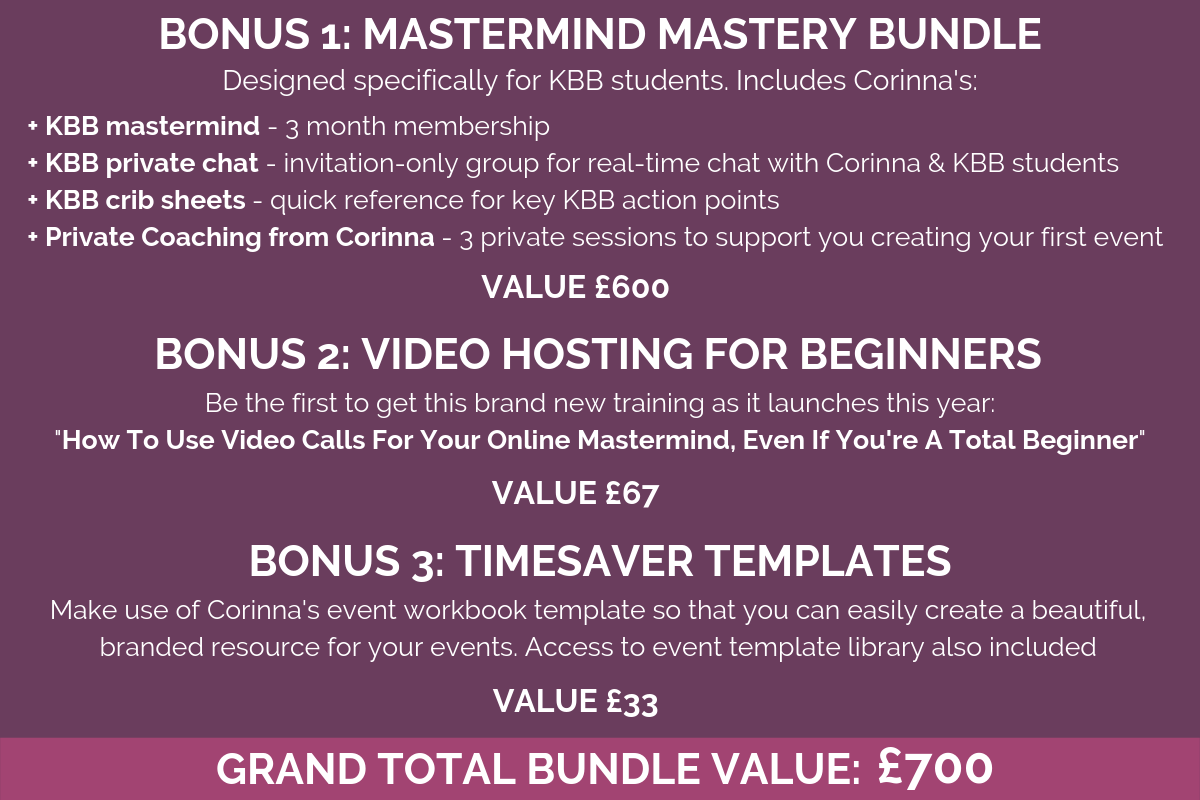 BONUS 1: MASTERMIND MASTERY BUNDLE
Designed specifically for KBB students. Includes Corinna's:
+ KBB mastermind - 3 month membership
+ KBB private chat - invitation-only group for real-time chat with Corinna & KBB students
+ KBB crib sheets - quick reference for key KBB action points
+ Private Coaching from Corinna - 3 private sessions to support you creating your first event
VALUE £600
BONUS 2: VIDEO HOSTING FOR BEGINNERS
Be the first to get this brand new training as it launches this year:
"How To Use Video Calls For Your Online Mastermind, Even If You're A Total Beginner"
VALUE £67
BONUS 3: TIMESAVER TEMPLATES
Make use of Corinna's event workbook template so that you can easily create a beautiful,
branded resource for your events. Access to event template library also included
VALUE £33
GRAND TOTAL BUNDLE VALUE: £700